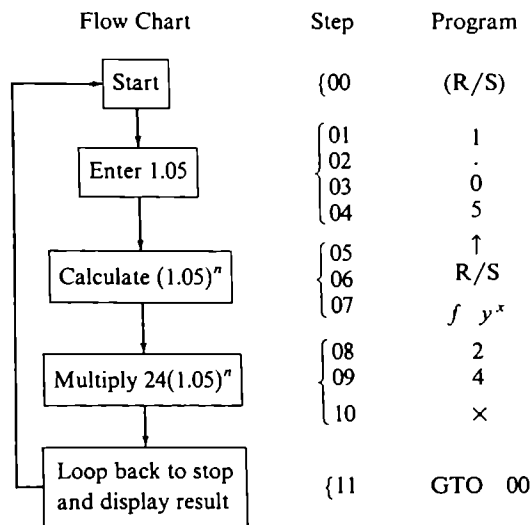 Flow Chart Step Program
Start {00 (R/S)
Enter 1.05
01 1
02 .
03 0
04 5
Calculate (1.05)ⁿ
05 ↑
06 R/S
07 f yˣ
Multiply 24(1.05)ⁿ
08 2
09 4
10 ×
Loop back to stop
and display result
{11 GTO 00